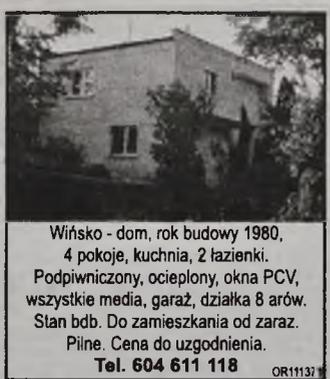 Wińsko - dom, rok budowy 1980,
4 pokoje, kuchnia, 2 łazienki.
Podpiwniczony, ocieplony, okna PCV,
wszystkie media, garaż, działka 8 arów.
Stan bdb. Do zamieszkania od zaraz.
Pilne. Cena do uzgodnienia.
Tel. 604 611 118